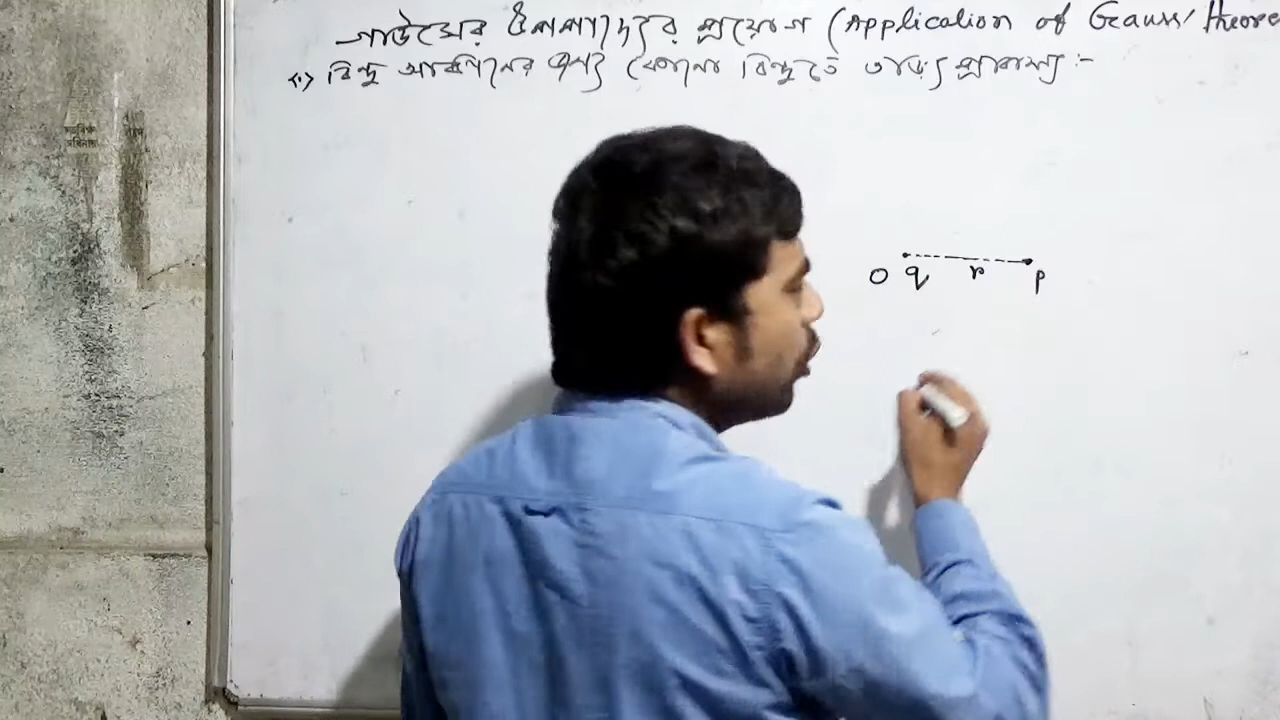 গাউসের উপপাদ্যের প্রয়োগ (Application of Gauss' theore
(i) বিন্দু আধানের জন্য কোনো বিন্দুতে তড়িৎ প্রাবল্য :-
O q r P